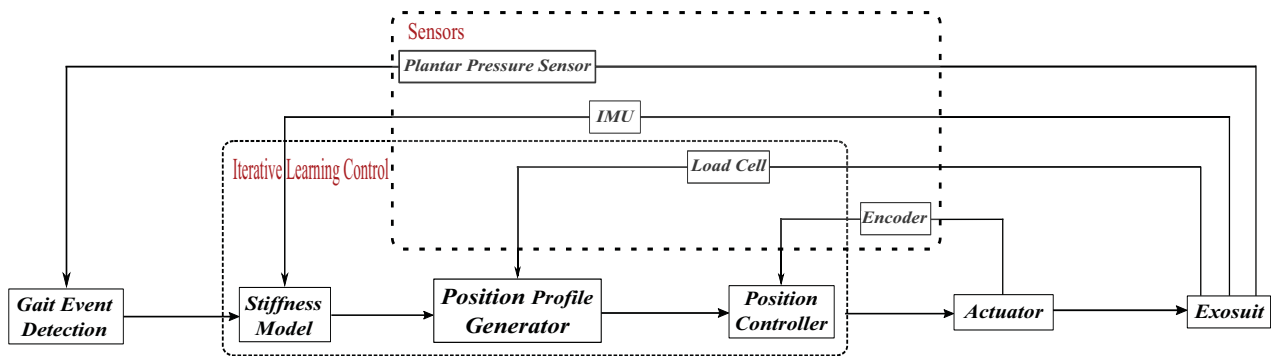 Sensors
Plantar Pressure Sensor
IMU
Iterative Learning Control
Load Cell
Encoder
Gait Event
Detection
Stiffness
Model
Position Profile
Generator
Position
Controller
Actuator
Exosuit